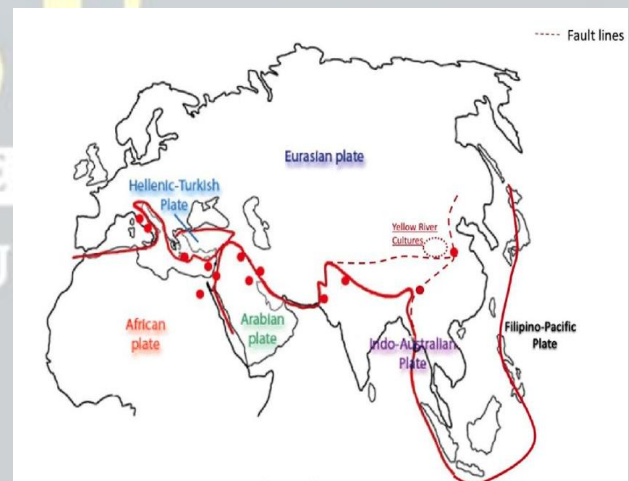 Fault lines
Eurasian plate
Hellenic-Turkish
Plate
Yellow River
Cultures
African
plate
Arabian
plate
Indo-Australian
Plate
Filipino-Pacific
Plate